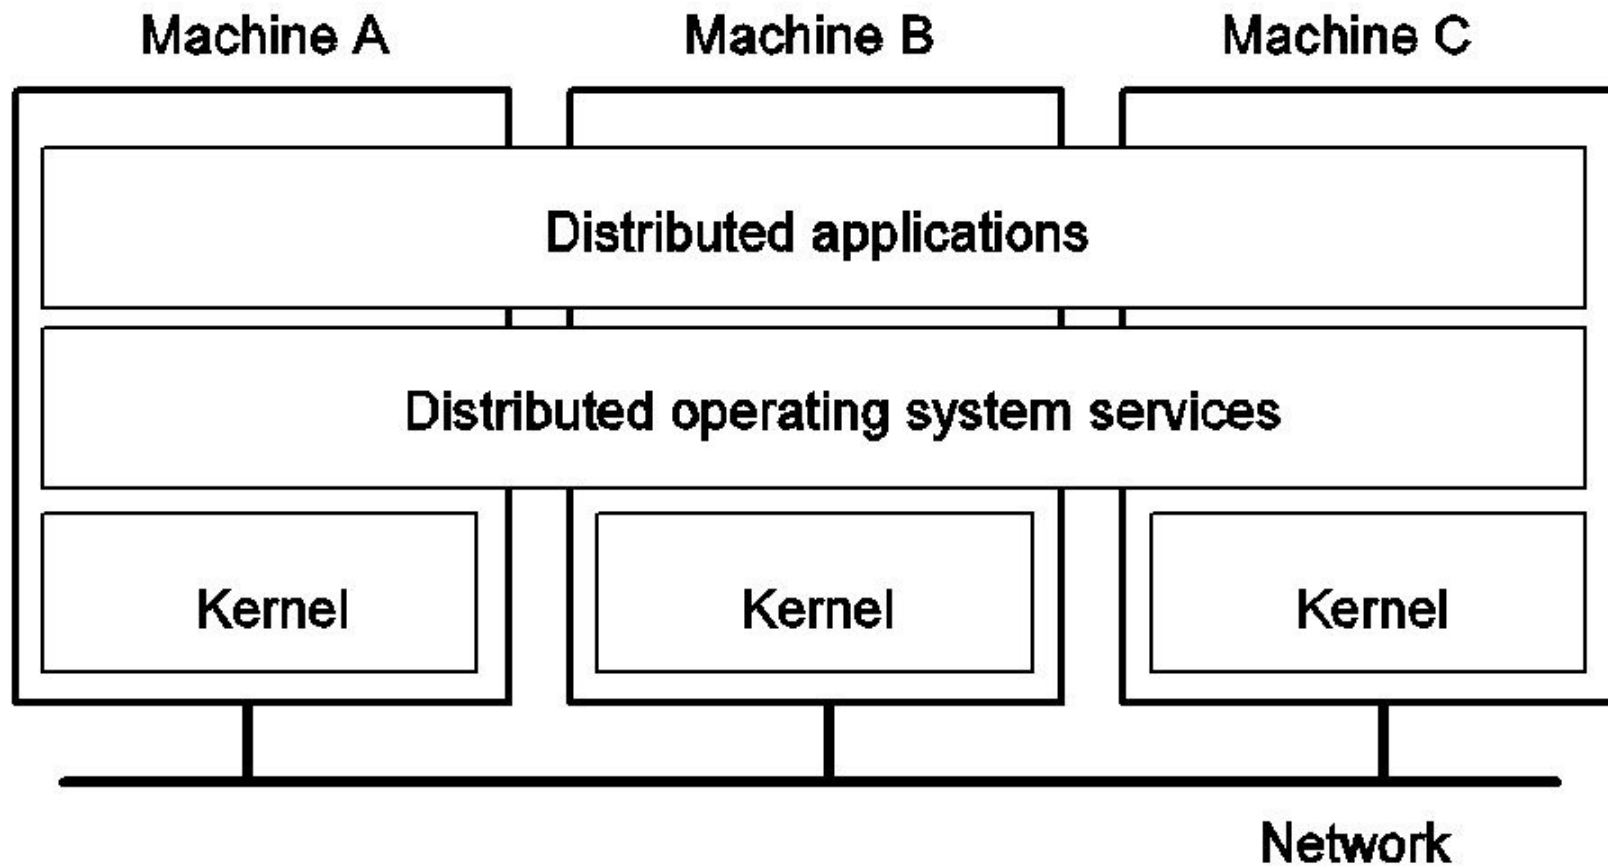 Machine A
Machine B
Machine C
Distributed applications
Distributed operating system services
Kernel
Kernel
Kernel
Network